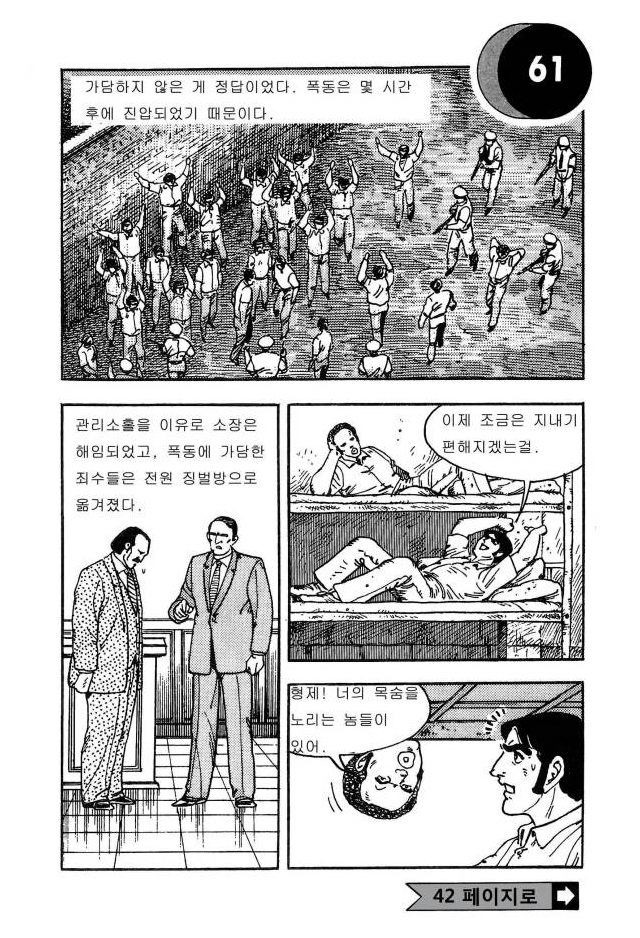 61
가담하지 않은 게 정답이었다. 폭동은 몇 시간
후에 진압되었기 때문이다.
관리소홀을 이유로 소장은
해임되었고, 폭동에 가담한
죄수들은 전원 징벌방으로
옮겨졌다.
이제 조금은 지내기
편해지겠는걸.
형제! 너의 목숨을
노리는 놈들이
있어.
42 페이지로